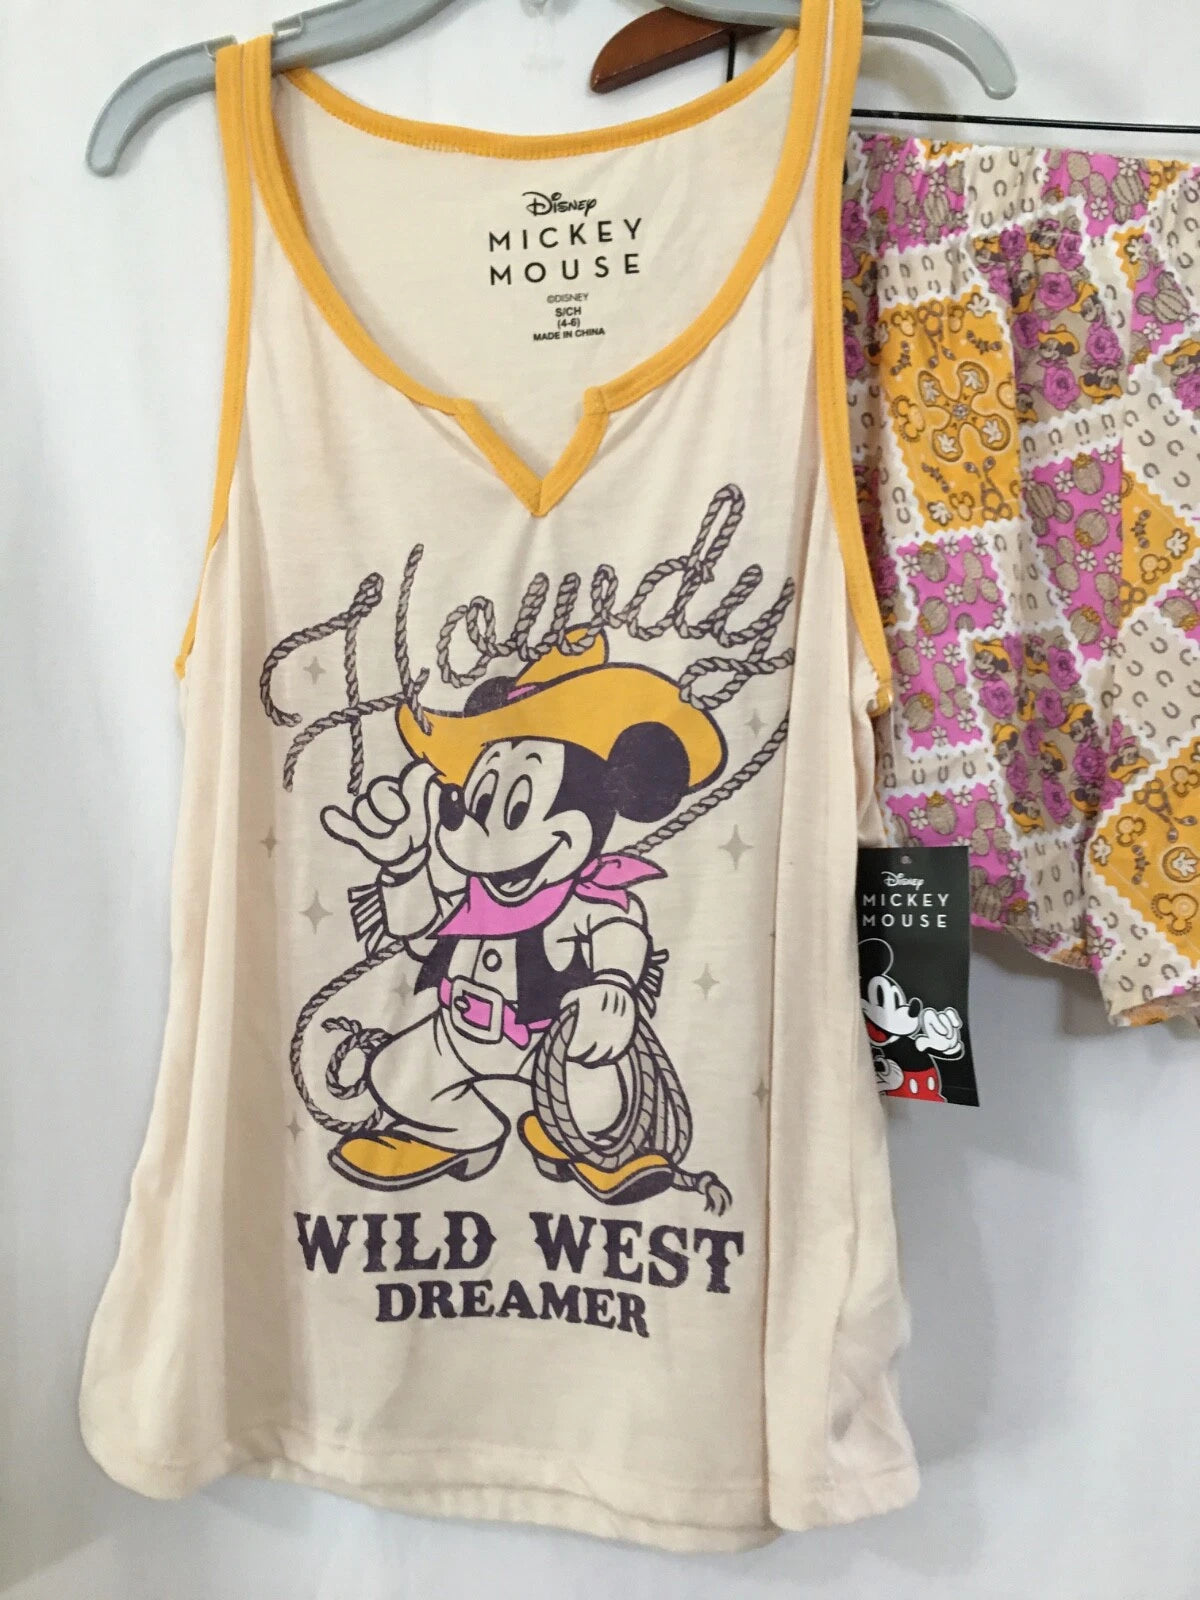 Disney
MICKEY
MOUSE
©DISNEY
S/CH
(4-6)
MADE IN CHINA
Howdy
WILD WEST
DREAMER
Disney
MICKEY
MOUSE